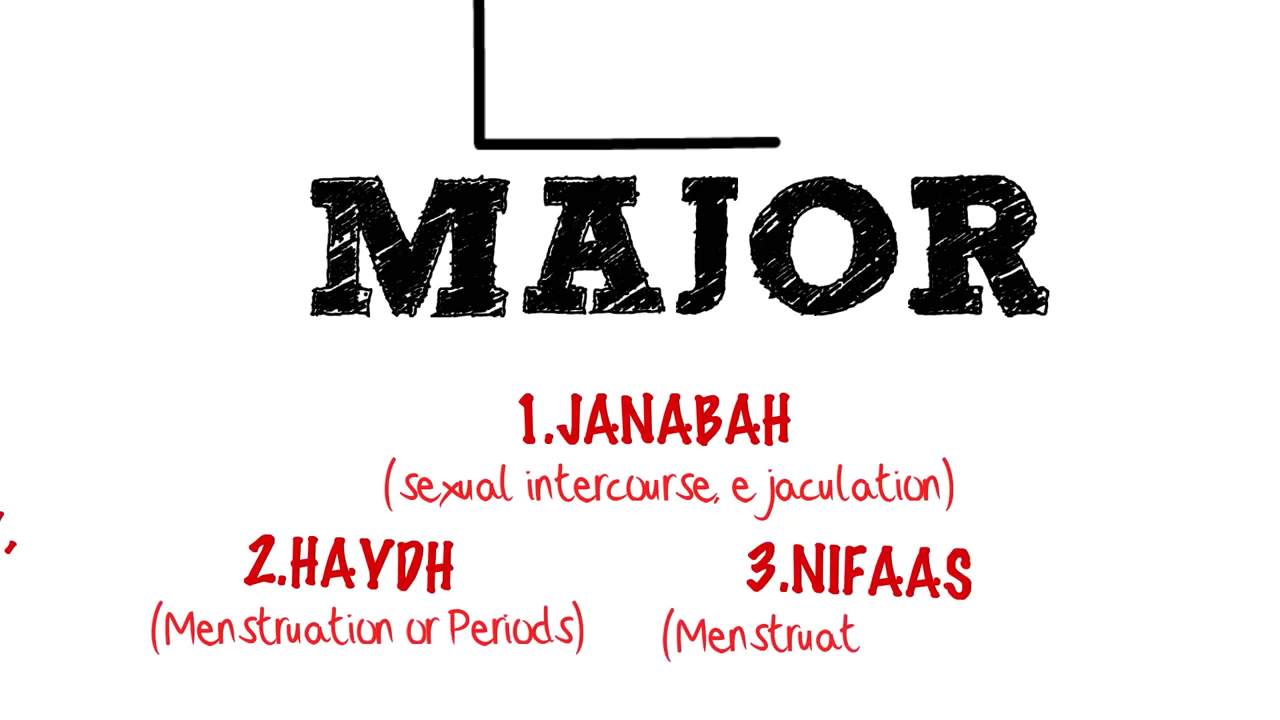 MAJOR
1.JANABAH
(sexual intercourse, ejaculation)
2.HAYDH
(Menstruation or Periods)
3.NIFAAS
(Menstruat